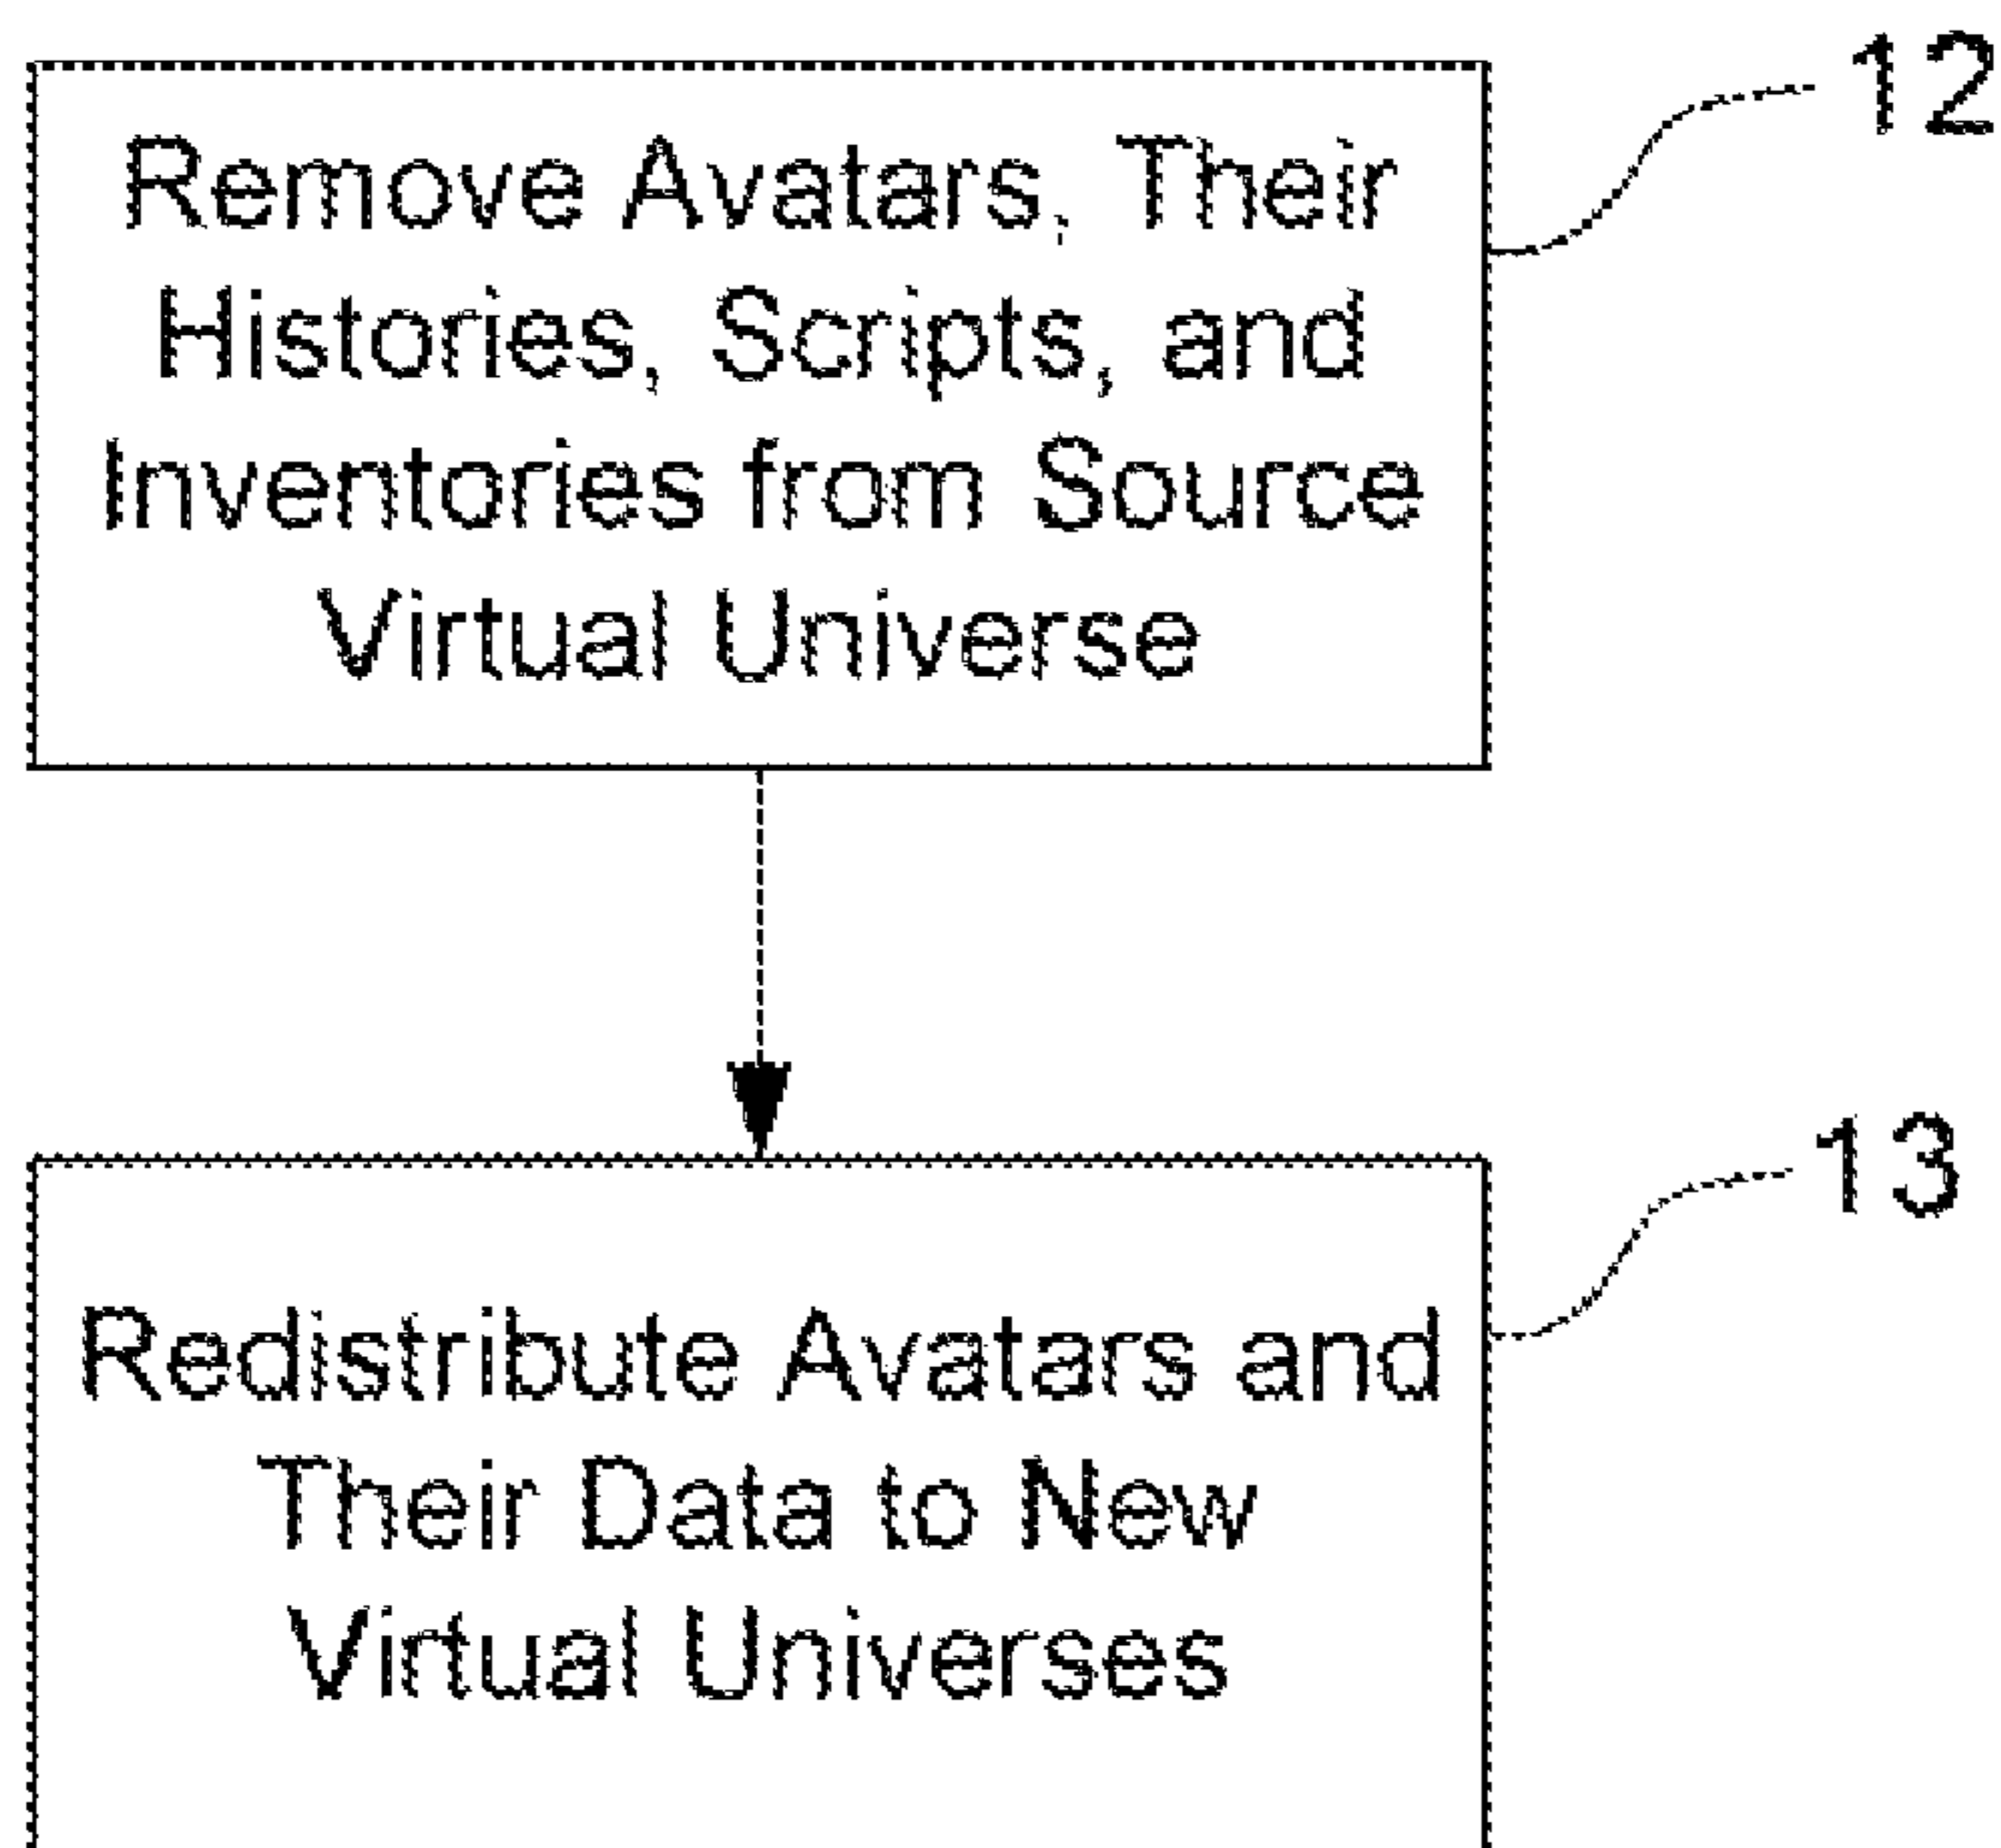 12
Remove Avatars, Their
Histories, Scripts, and
Inventories from Source
Virtual Universe
13
Redistribute Avatars and
Their Data to New
Virtual Universes